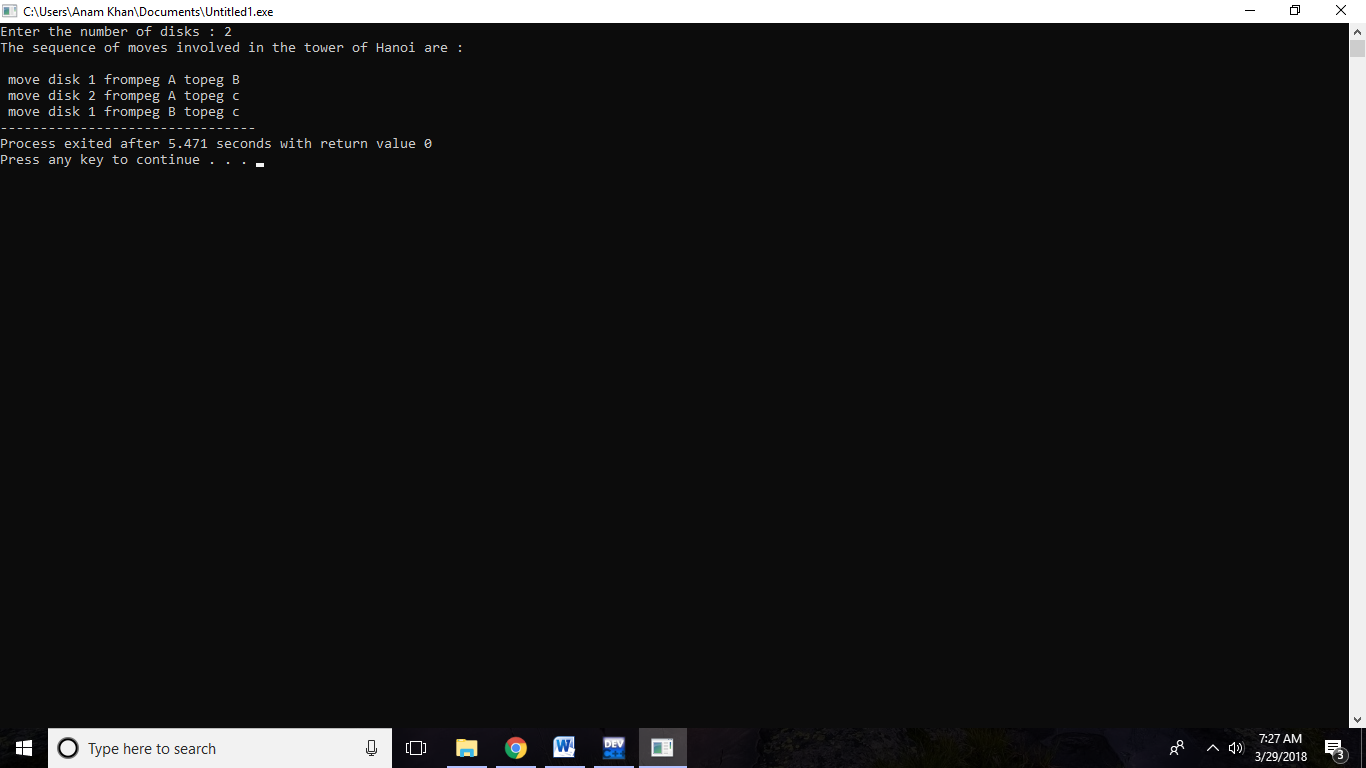 C:\Users\Anam Khan\Documents\Untitled1.exe
Enter the number of disks : 2
The sequence of moves involved in the tower of Hanoi are :
move disk 1 frompeg A topeg B
move disk 2 frompeg A topeg c
move disk 1 frompeg B topeg c
--------------------------------
Process exited after 5.471 seconds with return value 0
Press any key to continue . . .
Type here to search
W
DEV
7:27 AM
3/29/2018
3